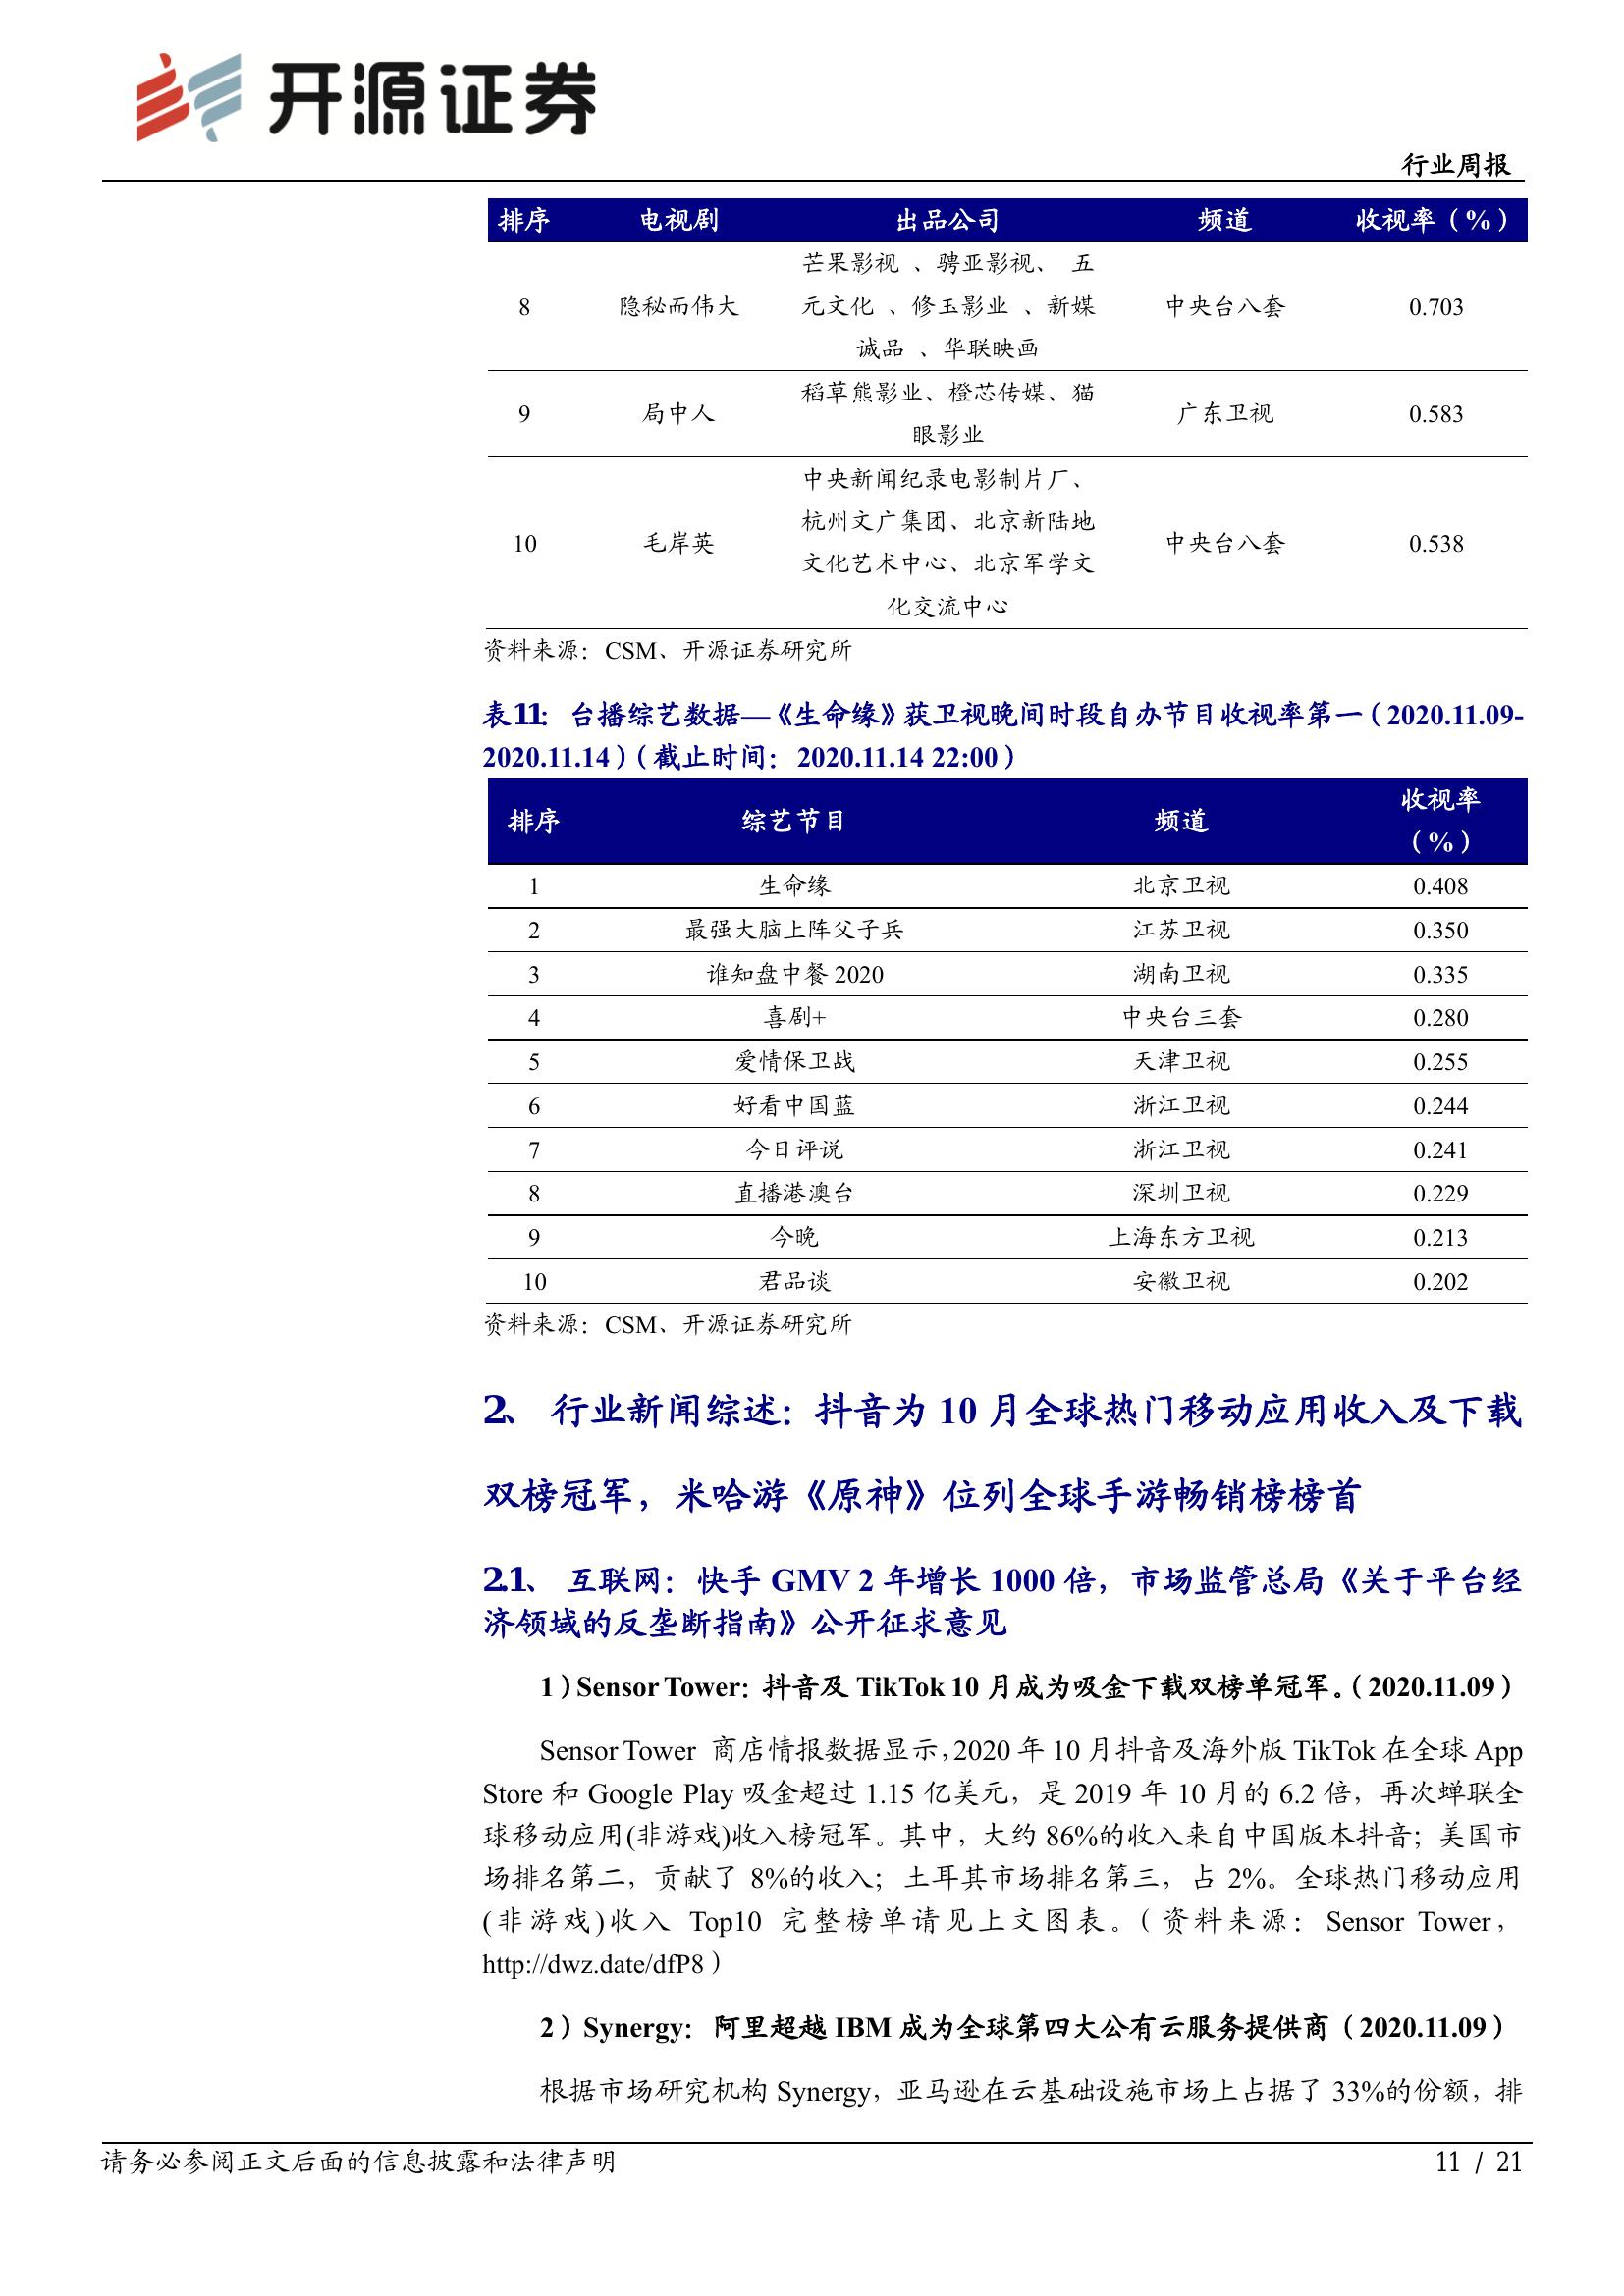 开源证券
行业周报
排序 电视剧 出品公司 频道 收视率（%）
芒果影视 、骋亚影视、 五
8 隐秘而伟大 元文化 、修玉影业 、新媒 中央台八套 0.703
诚品 、华联映画
稻草熊影业、橙芯传媒、猫
9 局中人 广东卫视 0.583
眼影业
中央新闻纪录电影制片厂、
杭州文广集团、北京新陆地
10 毛岸英 中央台八套 0.538
文化艺术中心、北京军学文
化交流中心
资料来源：CSM、开源证券研究所
表11： 台播综艺数据—《生命缘》获卫视晚间时段自办节目收视率第一（2020.11.09-
2020.11.14）（截止时间：2020.11.14 22:00）
排序 综艺节目 频道 收视率
（%）
1 生命缘 北京卫视 0.408
2 最强大脑上阵父子兵 江苏卫视 0.350
3 谁知盘中餐 2020 湖南卫视 0.335
4 喜剧+ 中央台三套 0.280
5 爱情保卫战 天津卫视 0.255
6 好看中国蓝 浙江卫视 0.244
7 今日评说 浙江卫视 0.241
8 直播港澳台 深圳卫视 0.229
9 今晚 上海东方卫视 0.213
10 君品谈 安徽卫视 0.202
资料来源：CSM、开源证券研究所
2、 行业新闻综述：抖音为 10 月全球热门移动应用收入及下载
双榜冠军，米哈游《原神》位列全球手游畅销榜榜首
2.1、 互联网：快手 GMV 2 年增长 1000 倍，市场监管总局《关于平台经
济领域的反垄断指南》公开征求意见
1）Sensor Tower：抖音及 TikTok 10 月成为吸金下载双榜单冠军。（2020.11.09）
Sensor Tower 商店情报数据显示，2020 年 10 月抖音及海外版 TikTok 在全球 App
Store 和 Google Play 吸金超过 1.15 亿美元，是 2019 年 10 月的 6.2 倍，再次蝉联全
球移动应用(非游戏)收入榜冠军。其中，大约 86%的收入来自中国版本抖音；美国市
场排名第二，贡献了 8%的收入；土耳其市场排名第三，占 2%。全球热门移动应用
(非游戏)收入 Top10 完整榜单请见上文图表。（资料来源：Sensor Tower，
http://dwz.date/dfP8）
2）Synergy：阿里超越 IBM 成为全球第四大公有云服务提供商（2020.11.09）
根据市场研究机构 Synergy，亚马逊在云基础设施市场上占据了 33%的份额，排
请务必参阅正文后面的信息披露和法律声明 11 / 21